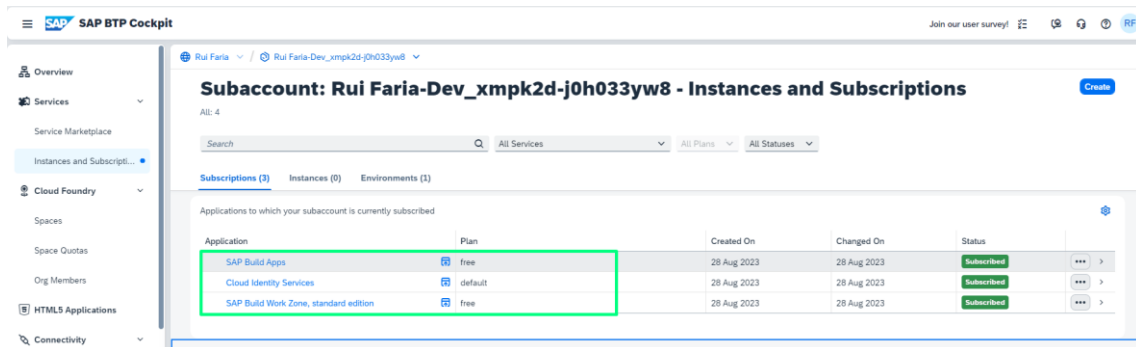 SAP SAP BTP Cockpit
Join our user survey!
RF
Overview
Services
Service Marketplace
Instances and Subscripti...
Cloud Foundry
Spaces
Space Quotas
Org Members
HTML5 Applications
Connectivity
Rui Faria / Rui Faria-Dev_xmpk2d-j0h033yw8
Subaccount: Rui Faria-Dev_xmpk2d-j0h033yw8 - Instances and Subscriptions
Create
All: 4
Search All Services All Plans All Statuses
Subscriptions (3) Instances (0) Environments (1)
Applications to which your subaccount is currently subscribed
Application Plan Created On Changed On Status
SAP Build Apps free 28 Aug 2023 28 Aug 2023 Subscribed
Cloud Identity Services default 28 Aug 2023 28 Aug 2023 Subscribed
SAP Build Work Zone, standard edition free 28 Aug 2023 28 Aug 2023 Subscribed